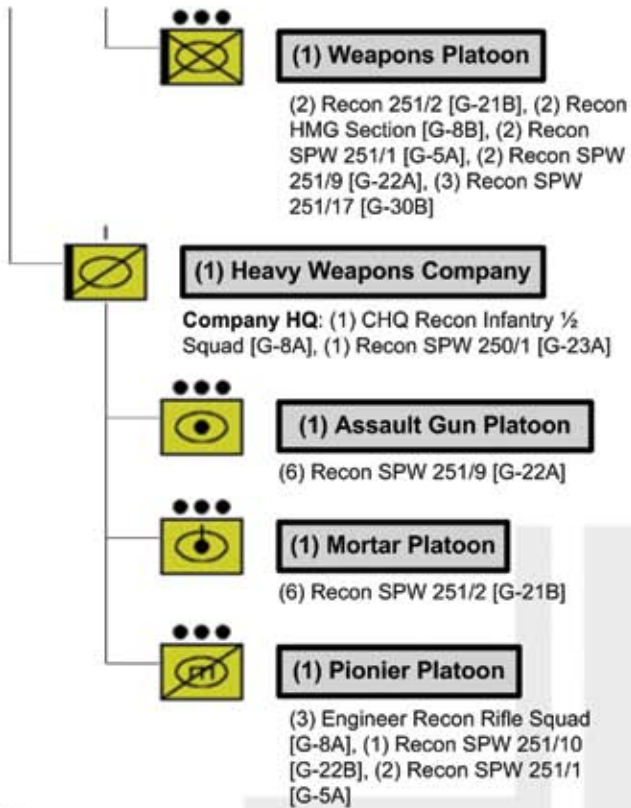 (1) Weapons Platoon
(2) Recon 251/2 [G-21B], (2) Recon
HMG Section [G-8B], (2) Recon
SPW 251/1 [G-5A], (2) Recon SPW
251/9 [G-22A], (3) Recon SPW
251/17 [G-30B]
(1) Heavy Weapons Company
Company HQ: (1) CHQ Recon Infantry ½
Squad [G-8A], (1) Recon SPW 250/1 [G-23A]
(1) Assault Gun Platoon
(6) Recon SPW 251/9 [G-22A]
(1) Mortar Platoon
(6) Recon SPW 251/2 [G-21B]
(1) Pionier Platoon
(3) Engineer Recon Rifle Squad
[G-8A], (1) Recon SPW 251/10
[G-22B], (2) Recon SPW 251/1
[G-5A]